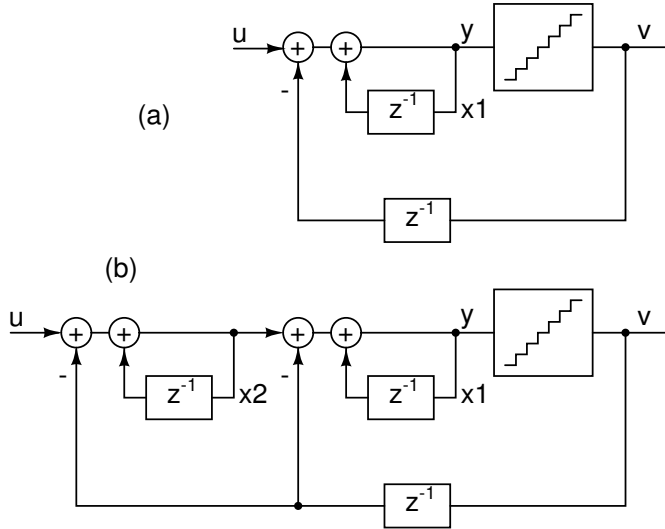 u + + y v
- z⁻¹ x1
(a)
z⁻¹
(b)
u + + + + y v
- z⁻¹ x2 - z⁻¹ x1
z⁻¹